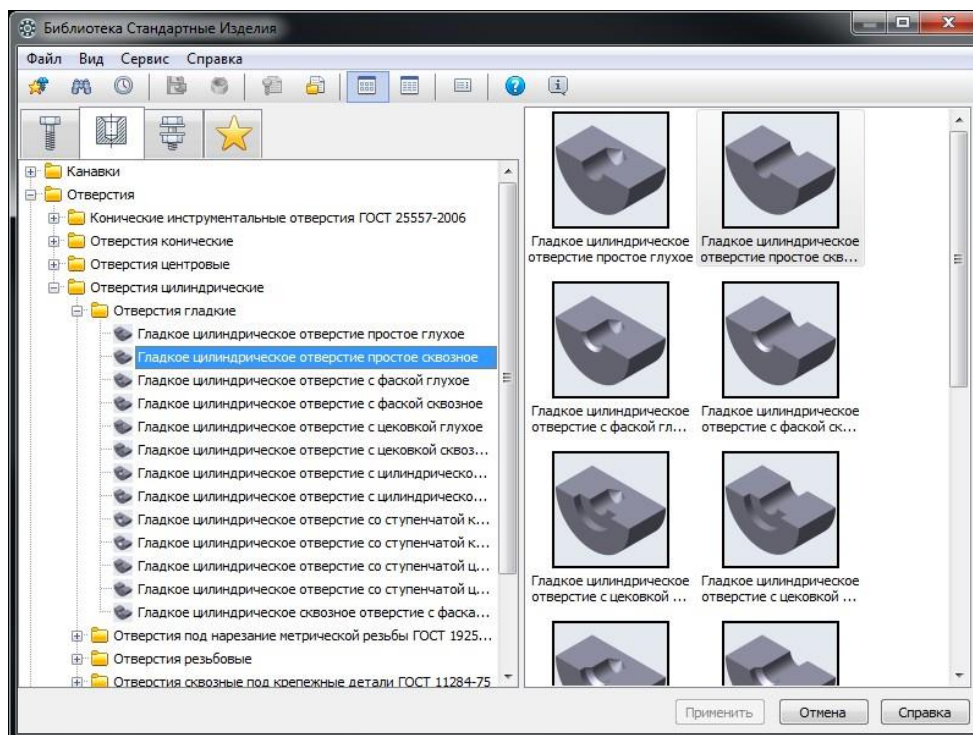 Библиотека Стандартные Изделия
Файл Вид Сервис Справка
Канавки
Отверстия
Конические инструментальные отверстия ГОСТ 25557-2006
Отверстия конические
Отверстия центровые
Отверстия цилиндрические
Отверстия гладкие
Гладкое цилиндрическое отверстие простое глухое
Гладкое цилиндрическое отверстие простое сквозное
Гладкое цилиндрическое отверстие с фаской глухое
Гладкое цилиндрическое отверстие с фаской сквозное
Гладкое цилиндрическое отверстие с цековкой глухое
Гладкое цилиндрическое отверстие с цековкой сквоз...
Гладкое цилиндрическое отверстие с цилиндрическо...
Гладкое цилиндрическое отверстие с цилиндрическо...
Гладкое цилиндрическое отверстие со ступенчатой к...
Гладкое цилиндрическое отверстие со ступенчатой к...
Гладкое цилиндрическое отверстие со ступенчатой ц...
Гладкое цилиндрическое отверстие со ступенчатой ц...
Гладкое цилиндрическое сквозное отверстие с фаска...
Отверстия под нарезание метрической резьбы ГОСТ 1925...
Отверстия резьбовые
Отверстия сквозные под крепежные детали ГОСТ 11284-75
Гладкое цилиндрическое
отверстие простое глухое
Гладкое цилиндрическое
отверстие простое скв...
Гладкое цилиндрическое
отверстие с фаской гл...
Гладкое цилиндрическое
отверстие с фаской ск...
Гладкое цилиндрическое
отверстие с цековкой ...
Гладкое цилиндрическое
отверстие с цековкой ...
Применить Отмена Справка